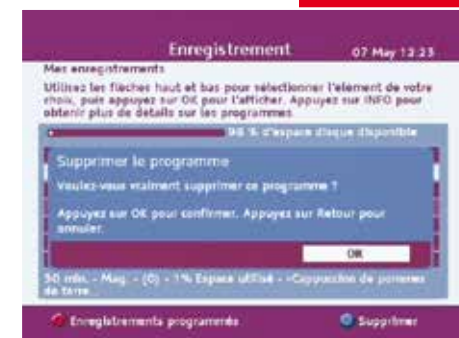 Enregistrement
07 May 12:23
Mes enregistrements
Utilisez les flèches haut et bas pour sélectionner l'élément de votre
choix, puis appuyez sur OK pour l'afficher. Appuyez sur INFO pour
obtenir plus de détails sur les programmes
98 % d'espace disque disponible
Supprimer le programme
Voulez-vous vraiment supprimer ce programme ?
Appuyez sur OK pour confirmer. Appuyez sur Retour pour
annuler.
OK
50 min. - Mag. - (0) - 1% Espace utilisé - «Cappuccino de pommes
de terre...
Enregistrements programmés
Supprimer